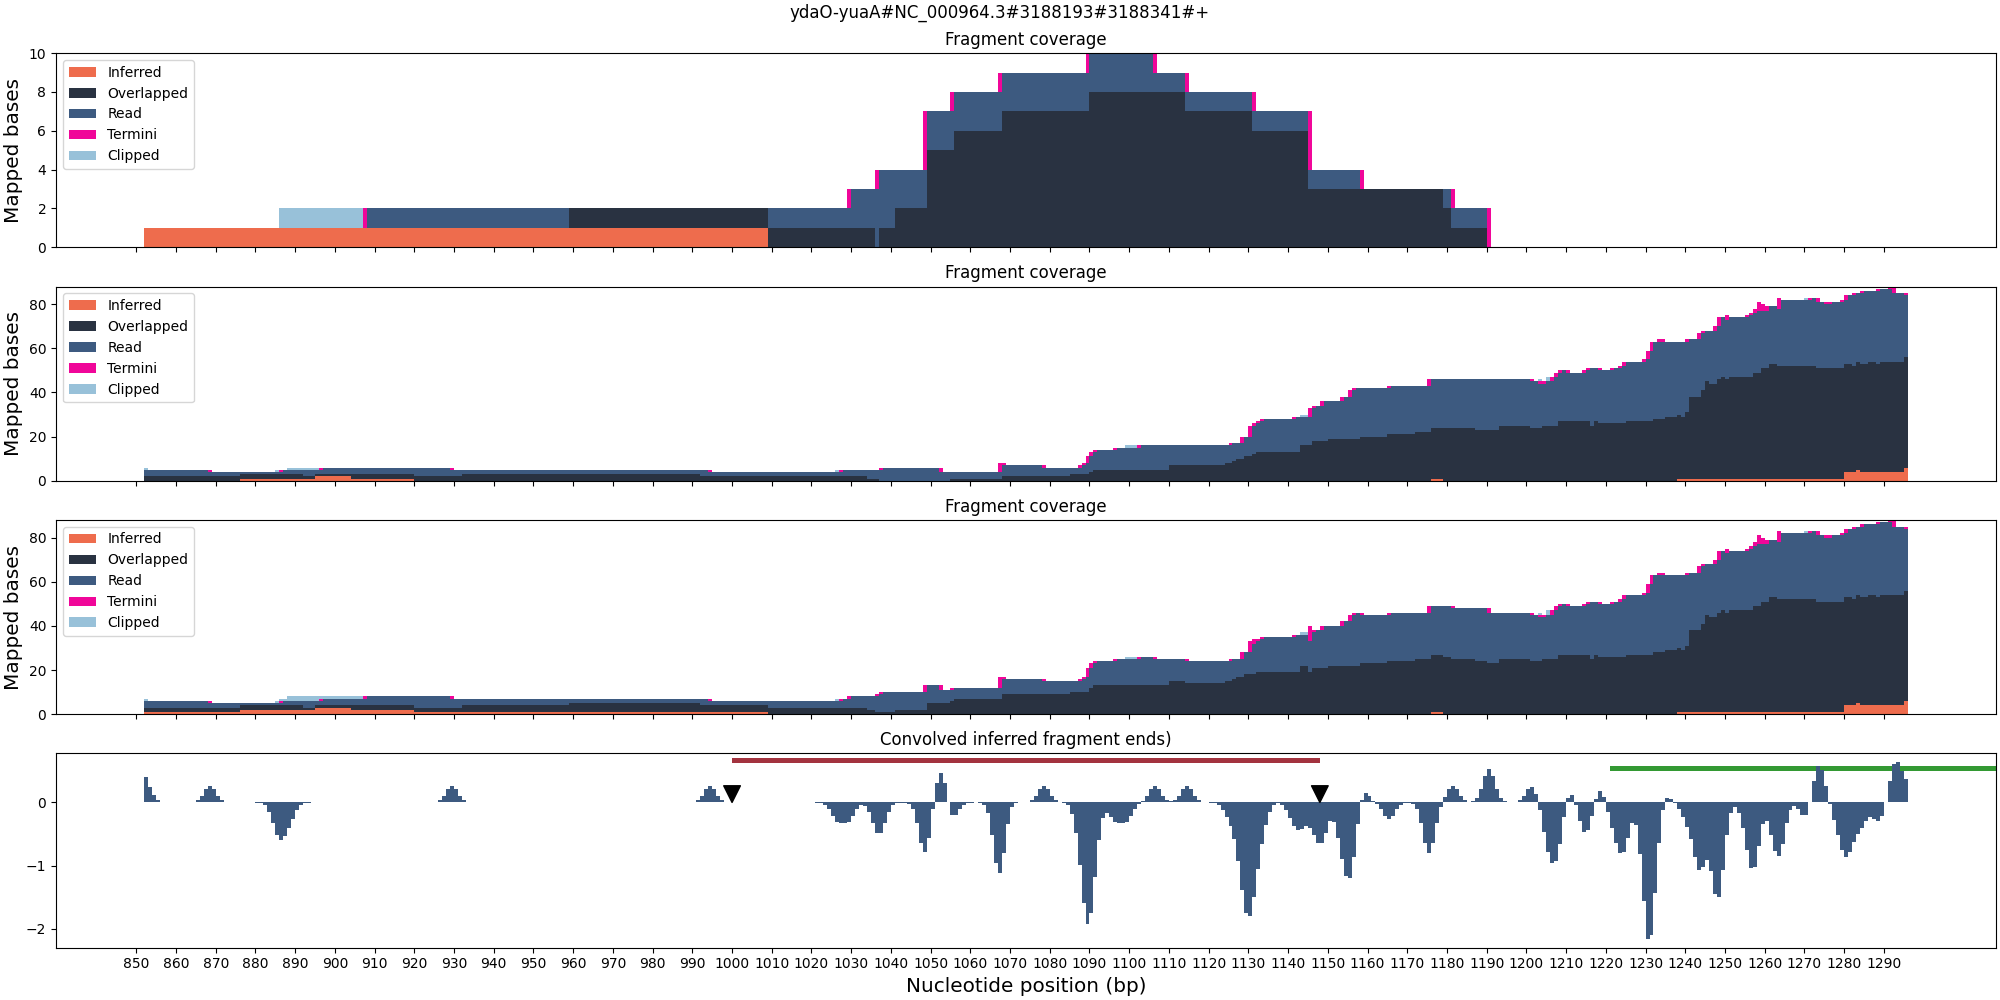 ydaO-yuaA#NC_000964.3#3188193#3188341#+
Fragment coverage
Mapped bases
10
8
6
4
2
0
Inferred
Overlapped
Read
Termini
Clipped
Fragment coverage
Mapped bases
80
60
40
20
0
Inferred
Overlapped
Read
Termini
Clipped
Fragment coverage
Mapped bases
80
60
40
20
0
Inferred
Overlapped
Read
Termini
Clipped
Convolved inferred fragment ends)
0
−1
−2
850 860 870 880 890 900 910 920 930 940 950 960 970 980 990 1000 1010 1020 1030 1040 1050 1060 1070 1080 1090 1100 1110 1120 1130 1140 1150 1160 1170 1180 1190 1200 1210 1220 1230 1240 1250 1260 1270 1280 1290
Nucleotide position (bp)